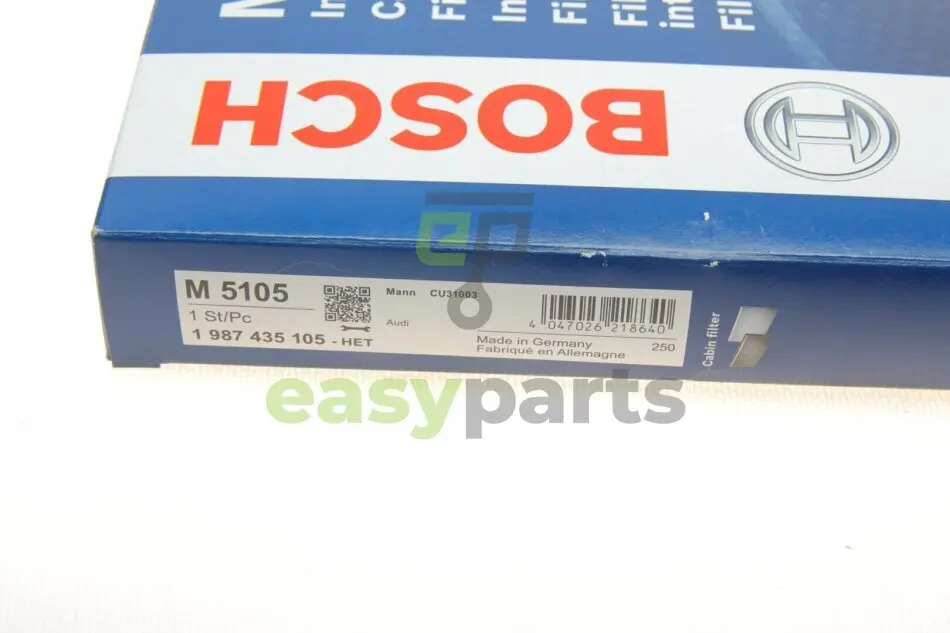 BOSCH
M 5105
1 St/Pc
1 987 435 105 - HET
Mann CU31003
Audi
4 047026 218640
Made in Germany
Fabriqué en Allemagne
250
Cabin filter
easyparts